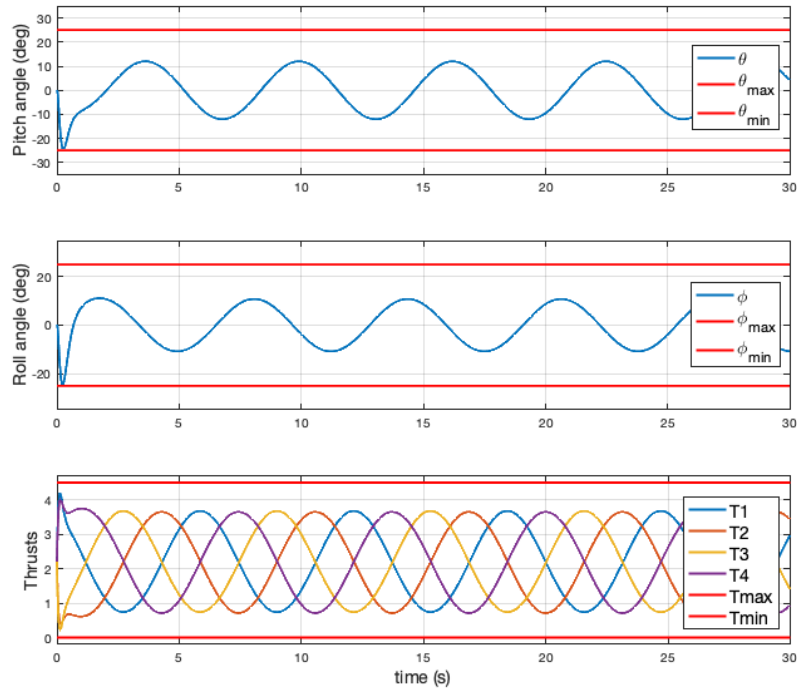 Pitch angle (deg)
30
20
10
0
-10
-20
-30
0 5 10 15 20 25 30
θ
θmax
θmin
Roll angle (deg)
20
0
-20
0 5 10 15 20 25 30
ϕ
ϕmax
ϕmin
Thrusts
4
3
2
1
0
0 5 10 15 20 25 30
time (s)
T1
T2
T3
T4
Tmax
Tmin